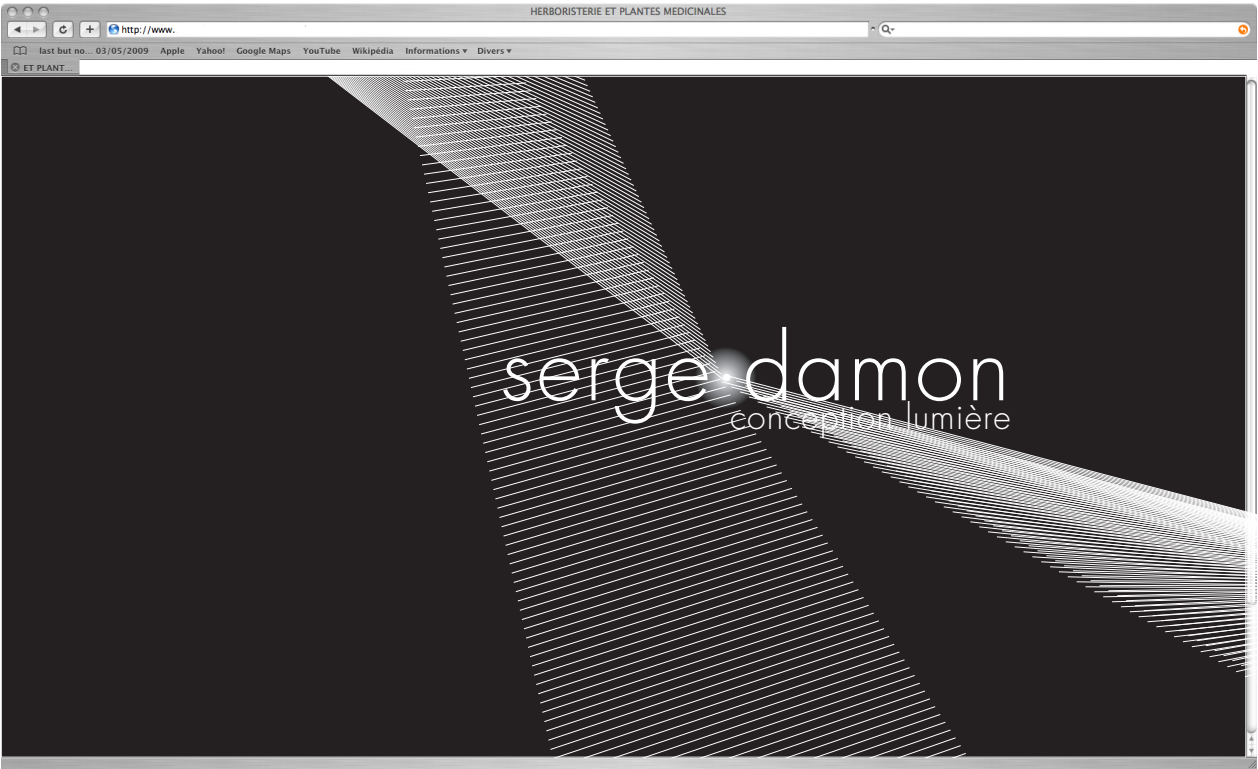 HERBORISTERIE ET PLANTES MEDICINALES
http://www.
last but no... 03/05/2009 Apple Yahoo! Google Maps YouTube Wikipédia Informations Divers
ET PLANT...
serge damon
conception lumière